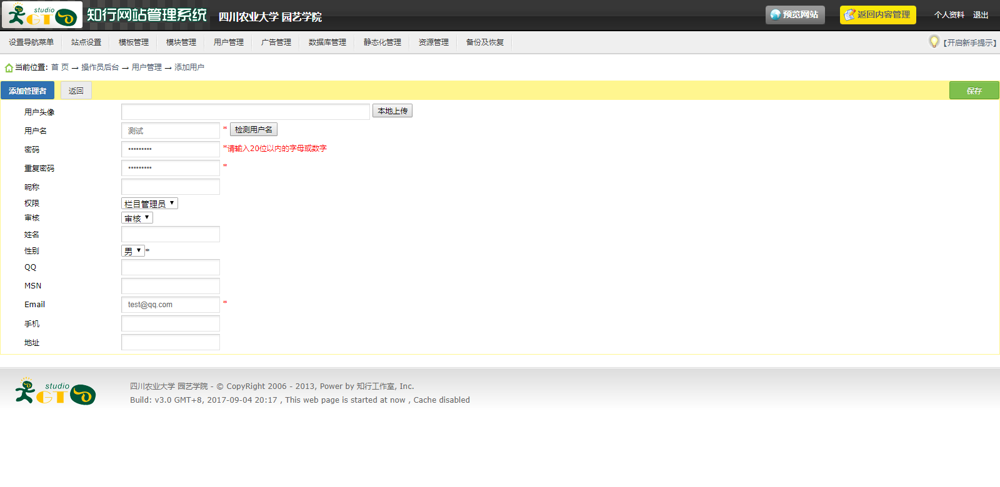 studio
GTD
知行网站管理系统
四川农业大学 园艺学院
预览网站
返回内容管理
个人资料
退出
设置导航菜单
站点设置
模板管理
模块管理
用户管理
广告管理
数据库管理
静态化管理
资源管理
备份及恢复
【开启新手提示】
当前位置: 首 页 → 操作员后台 → 用户管理 → 添加用户
添加管理者
返回
保存
用户头像
本地上传
用户名
测试
* 检测用户名
密码
•••••••••
*请输入20位以内的字母或数字
重复密码
•••••••••
*
昵称
权限
栏目管理员
审核
审核
姓名
性别
男
*
QQ
MSN
Email
test@qq.com
*
手机
地址
studio
GTD
四川农业大学 园艺学院 - © CopyRight 2006 - 2013, Power by 知行工作室, Inc.
Build: v3.0 GMT+8, 2017-09-04 20:17 , This web page is started at now , Cache disabled